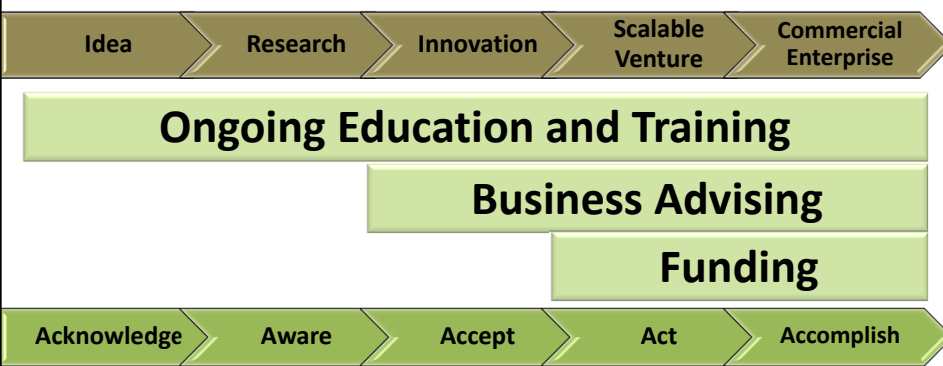 Idea
Research
Innovation
Scalable
Venture
Commercial
Enterprise
Ongoing Education and Training
Business Advising
Funding
Acknowledge
Aware
Accept
Act
Accomplish